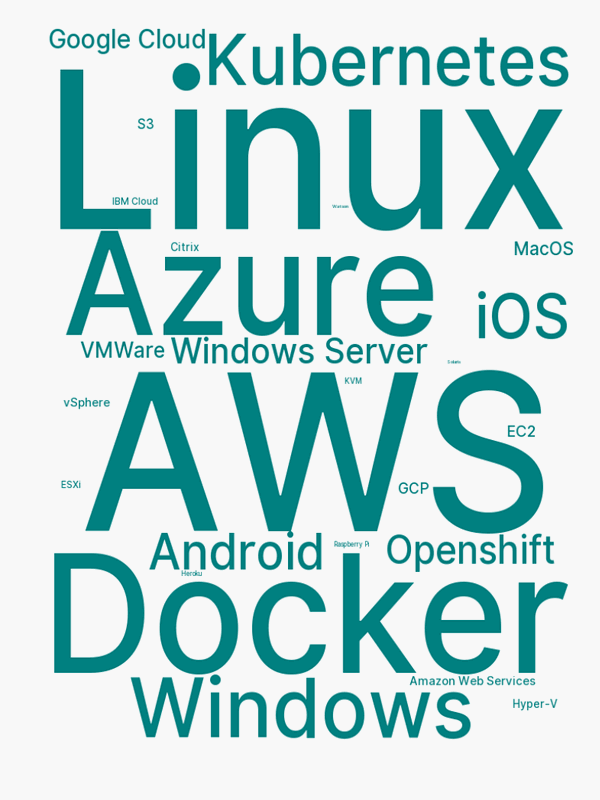 Google Cloud
Kubernetes
Linux
S3
IBM Cloud
Citrix
MacOS
Azure
iOS
VMWare
Windows Server
KVM
vSphere
AWS
EC2
ESXi
GCP
Android
Raspberry Pi
Openshift
Heroku
Docker
Amazon Web Services
Windows
Hyper-V